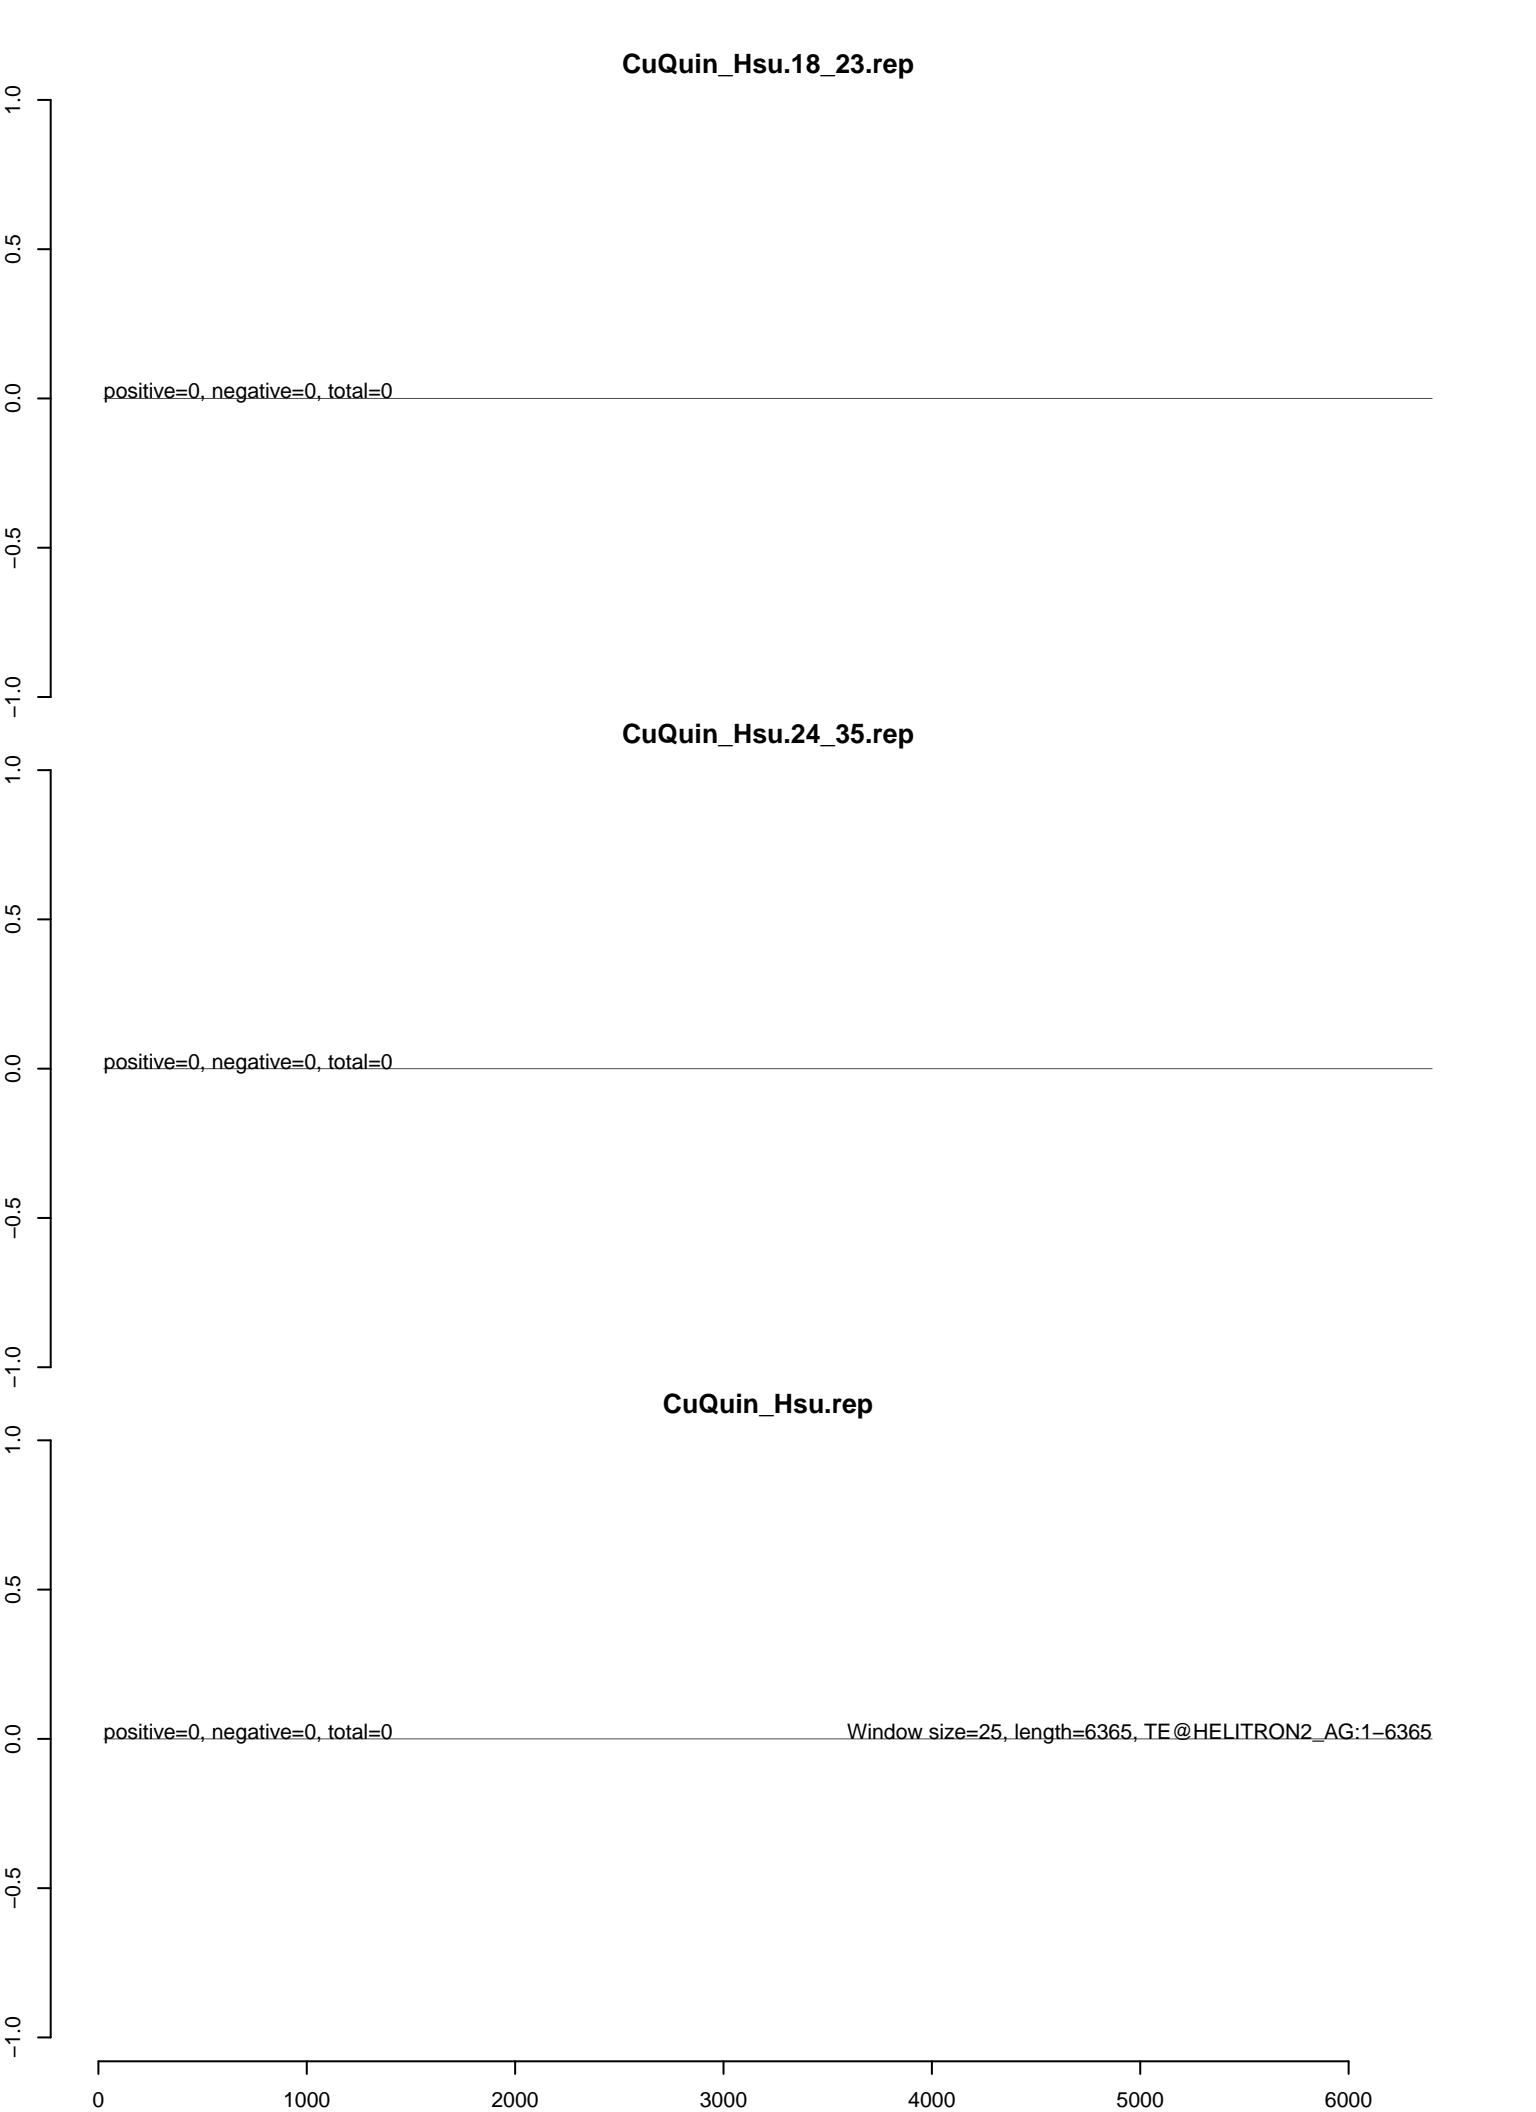 CuQuin_Hsu.18_23.rep
1.0
0.5
0.0
−0.5
−1.0
positive=0, negative=0, total=0
CuQuin_Hsu.24_35.rep
1.0
0.5
0.0
−0.5
−1.0
positive=0, negative=0, total=0
CuQuin_Hsu.rep
1.0
0.5
0.0
−0.5
−1.0
positive=0, negative=0, total=0
Window size=25, length=6365, TE@HELITRON2_AG:1−6365
0 1000 2000 3000 4000 5000 6000